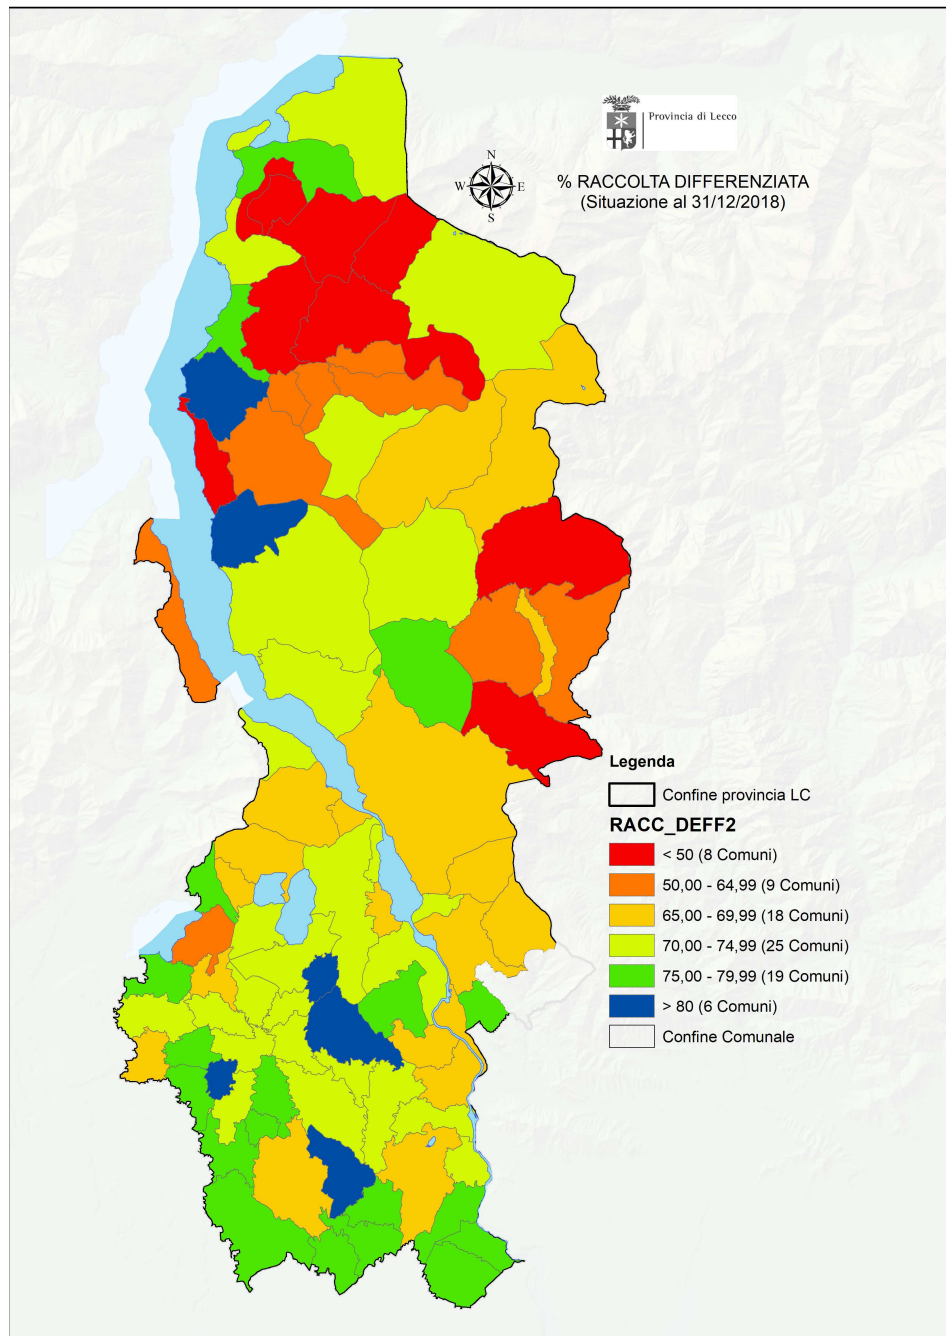 Provincia di Lecco
N
W E
S
% RACCOLTA DIFFERENZIATA
(Situazione al 31/12/2018)
Legenda
Confine provincia LC
RACC_DEFF2
< 50 (8 Comuni)
50,00 - 64,99 (9 Comuni)
65,00 - 69,99 (18 Comuni)
70,00 - 74,99 (25 Comuni)
75,00 - 79,99 (19 Comuni)
> 80 (6 Comuni)
Confine Comunale